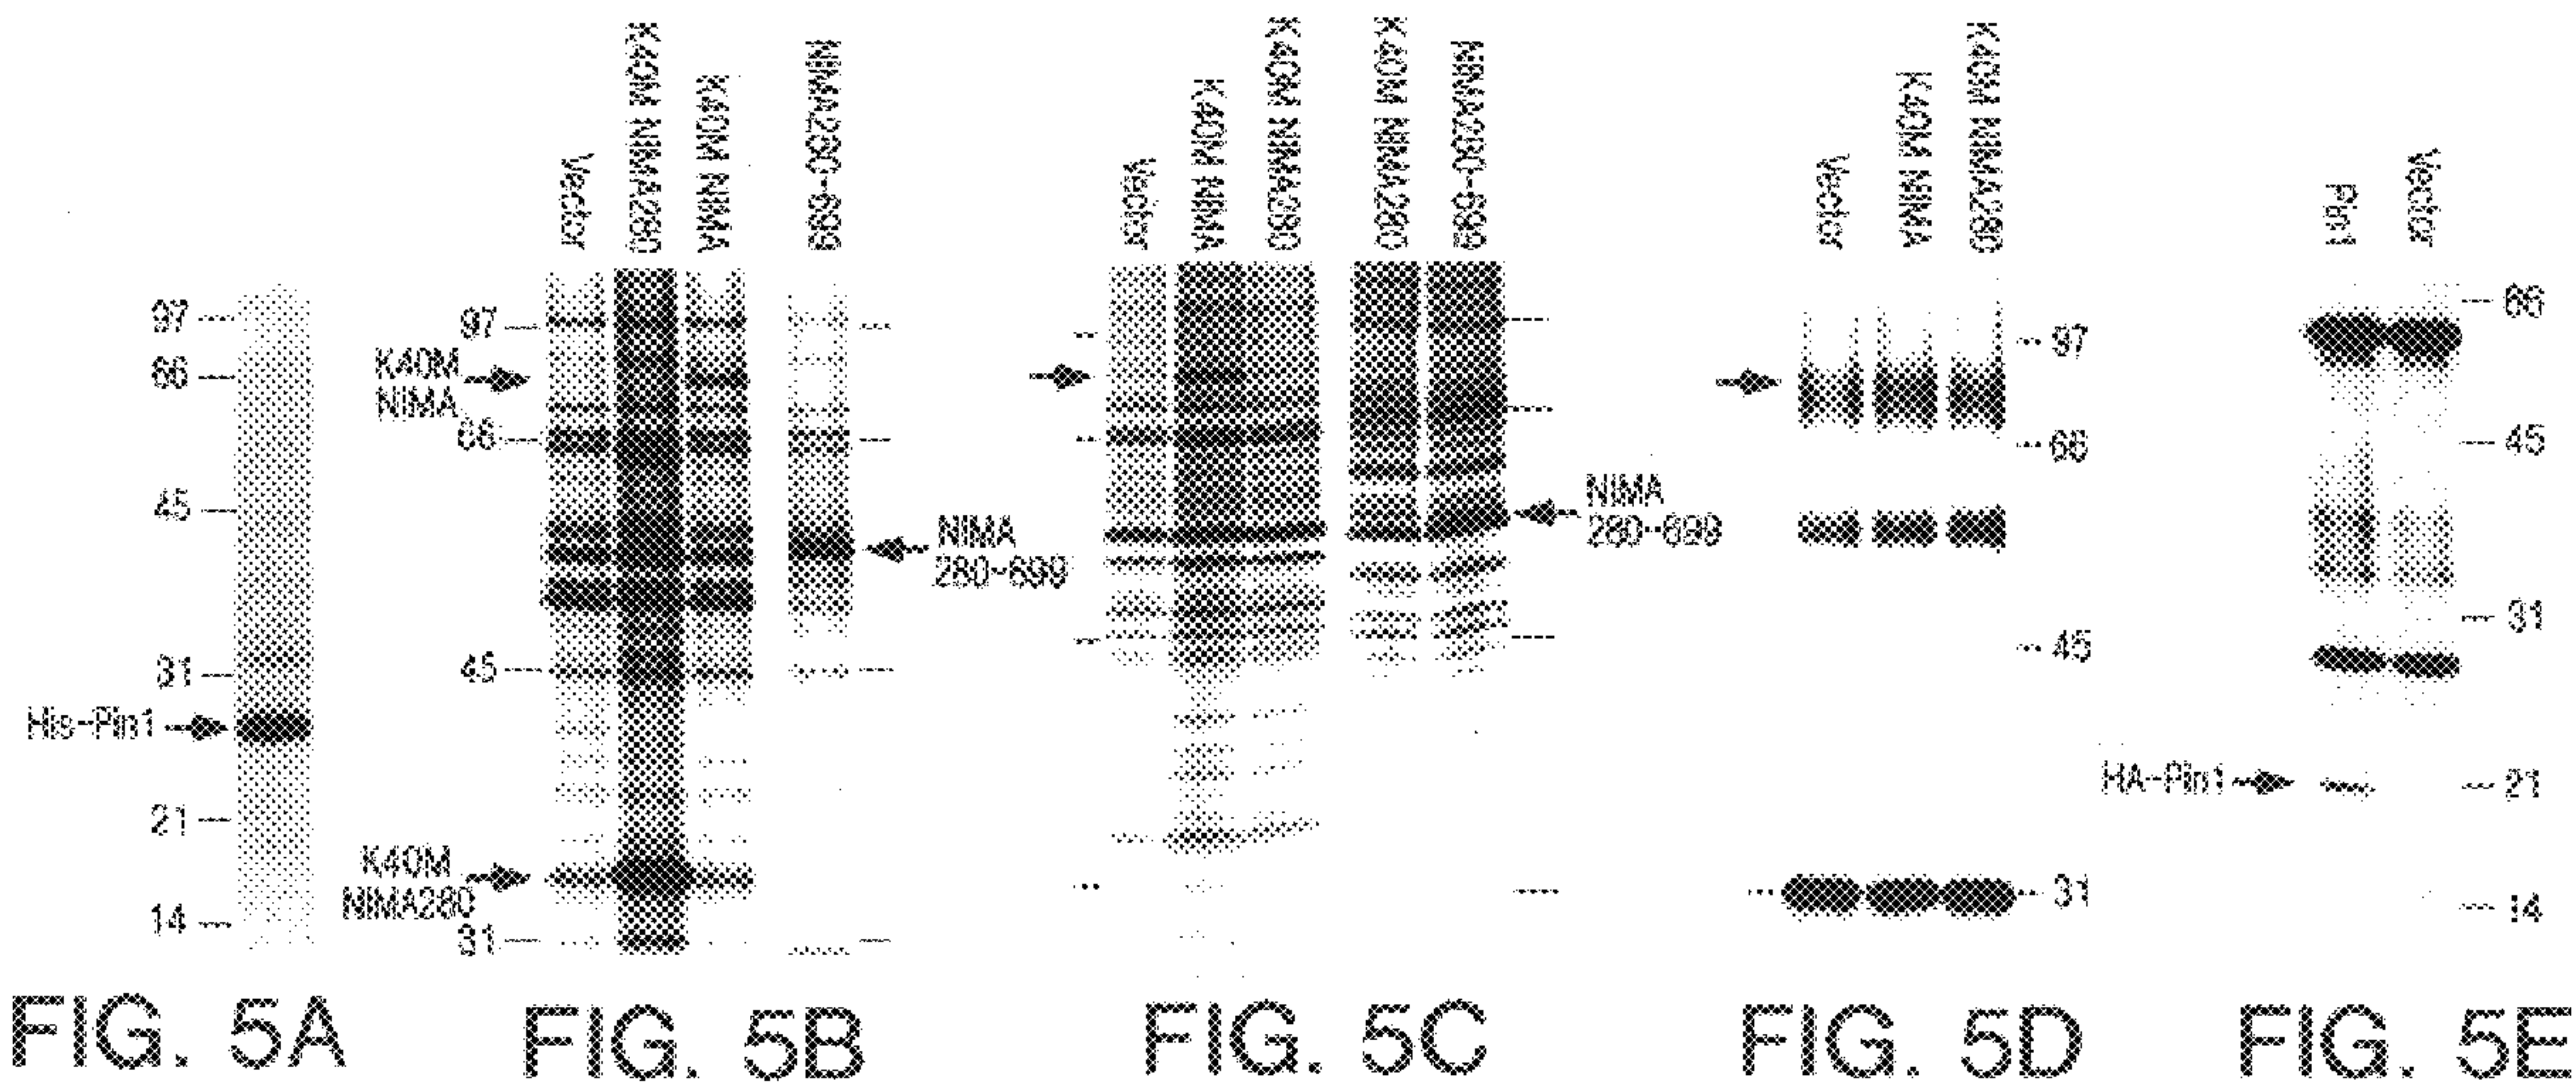 Vector
K40M NIMA280
K40M NIMA
NIMA280-699
Vector
K40M NIMA
K40M NIMA280
K40M NIMA280
NIMA280-699
Vector
K40M NIMA
K40M NIMA280
Pin1
Vector
97
66
45
31
His-Pin1
21
14
97
K40M
NIMA
66
45
K40M
NIMA280
31
NIMA
280-699
NIMA
280-699
97
66
45
31
66
45
31
HA-Pin1
21
14
FIG. 5A
FIG. 5B
FIG. 5C
FIG. 5D
FIG. 5E